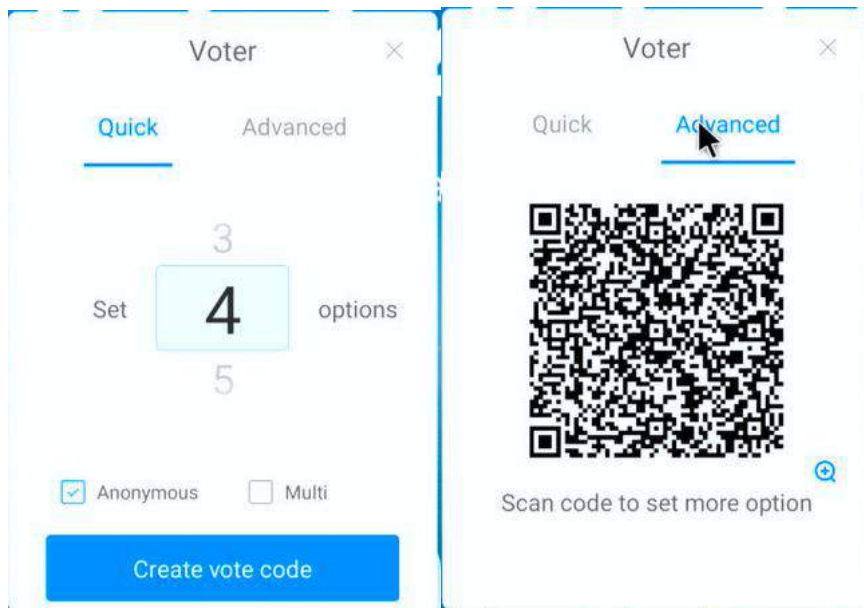 Voter
Quick Advanced
3
Set 4 options
5
Anonymous Multi
Create vote code
Voter
Quick Advanced
Scan code to set more option